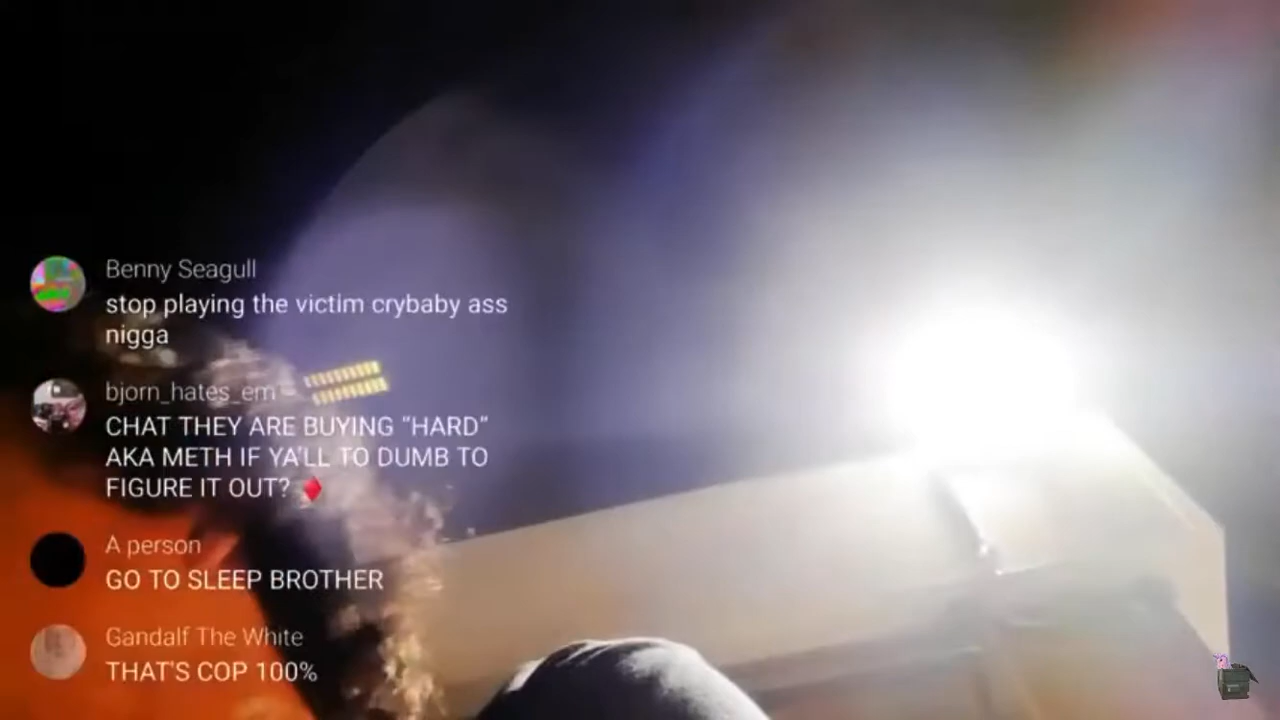 Benny Seagull
stop playing the victim crybaby ass
nigga
bjorn_hates_em
CHAT THEY ARE BUYING “HARD”
AKA METH IF YA'LL TO DUMB TO
FIGURE IT OUT?
A person
GO TO SLEEP BROTHER
Gandalf The White
THAT'S COP 100%